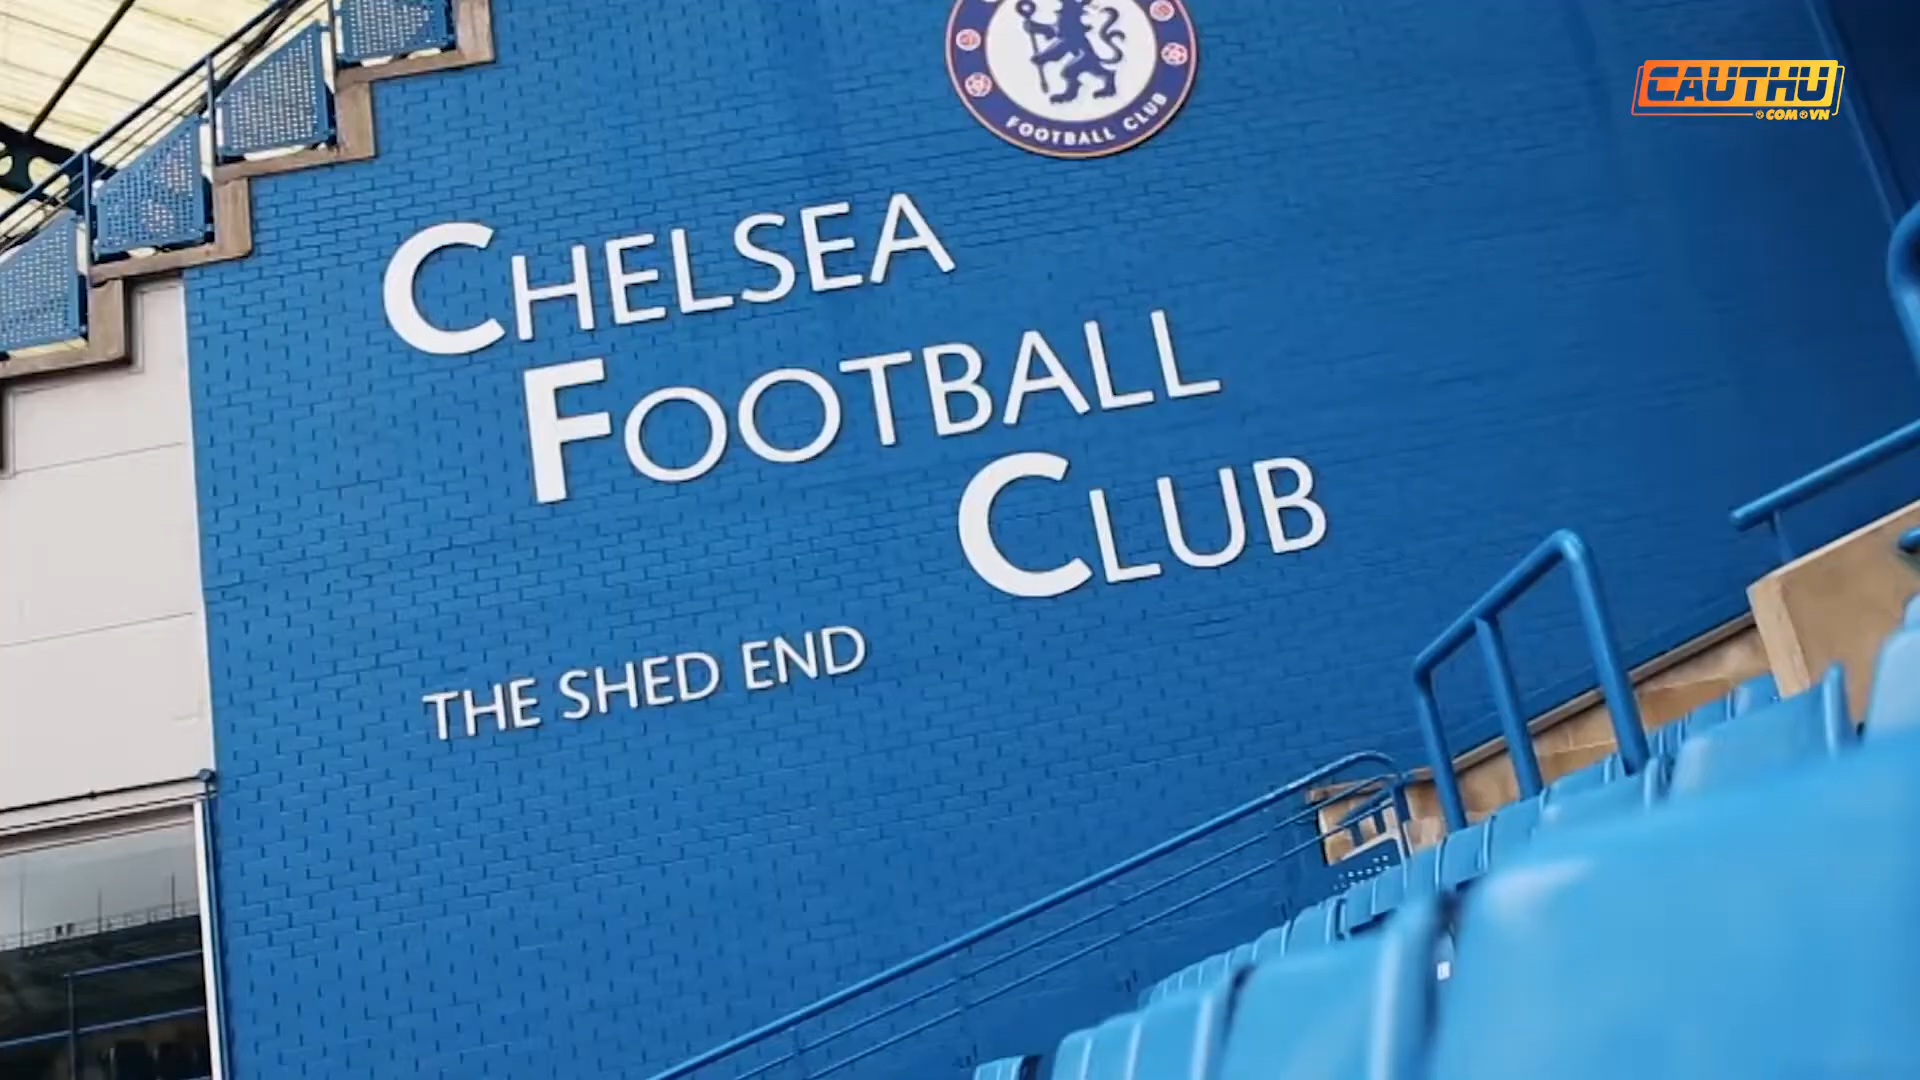 CAUTHU
COM VN
FOOTBALL CLUB
CHELSEA
FOOTBALL
CLUB
THE SHED END